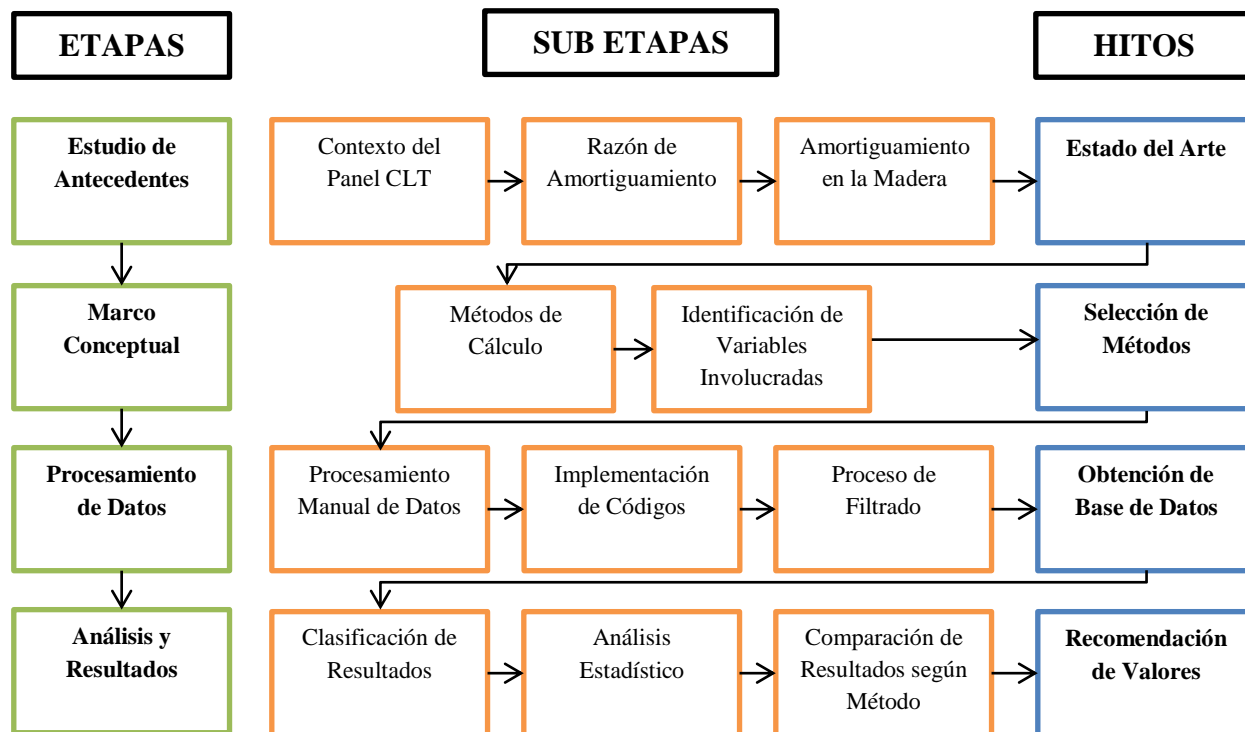 ETAPAS
SUB ETAPAS
HITOS
Estudio de
Antecedentes
Contexto del
Panel CLT
Razón de
Amortiguamiento
Amortiguamiento
en la Madera
Estado del Arte
Marco
Conceptual
Métodos de
Cálculo
Identificación de
Variables
Involucradas
Selección de
Métodos
Procesamiento
de Datos
Procesamiento
Manual de Datos
Implementación
de Códigos
Proceso de
Filtrado
Obtención de
Base de Datos
Análisis y
Resultados
Clasificación de
Resultados
Análisis
Estadístico
Comparación de
Resultados según
Método
Recomendación
de Valores